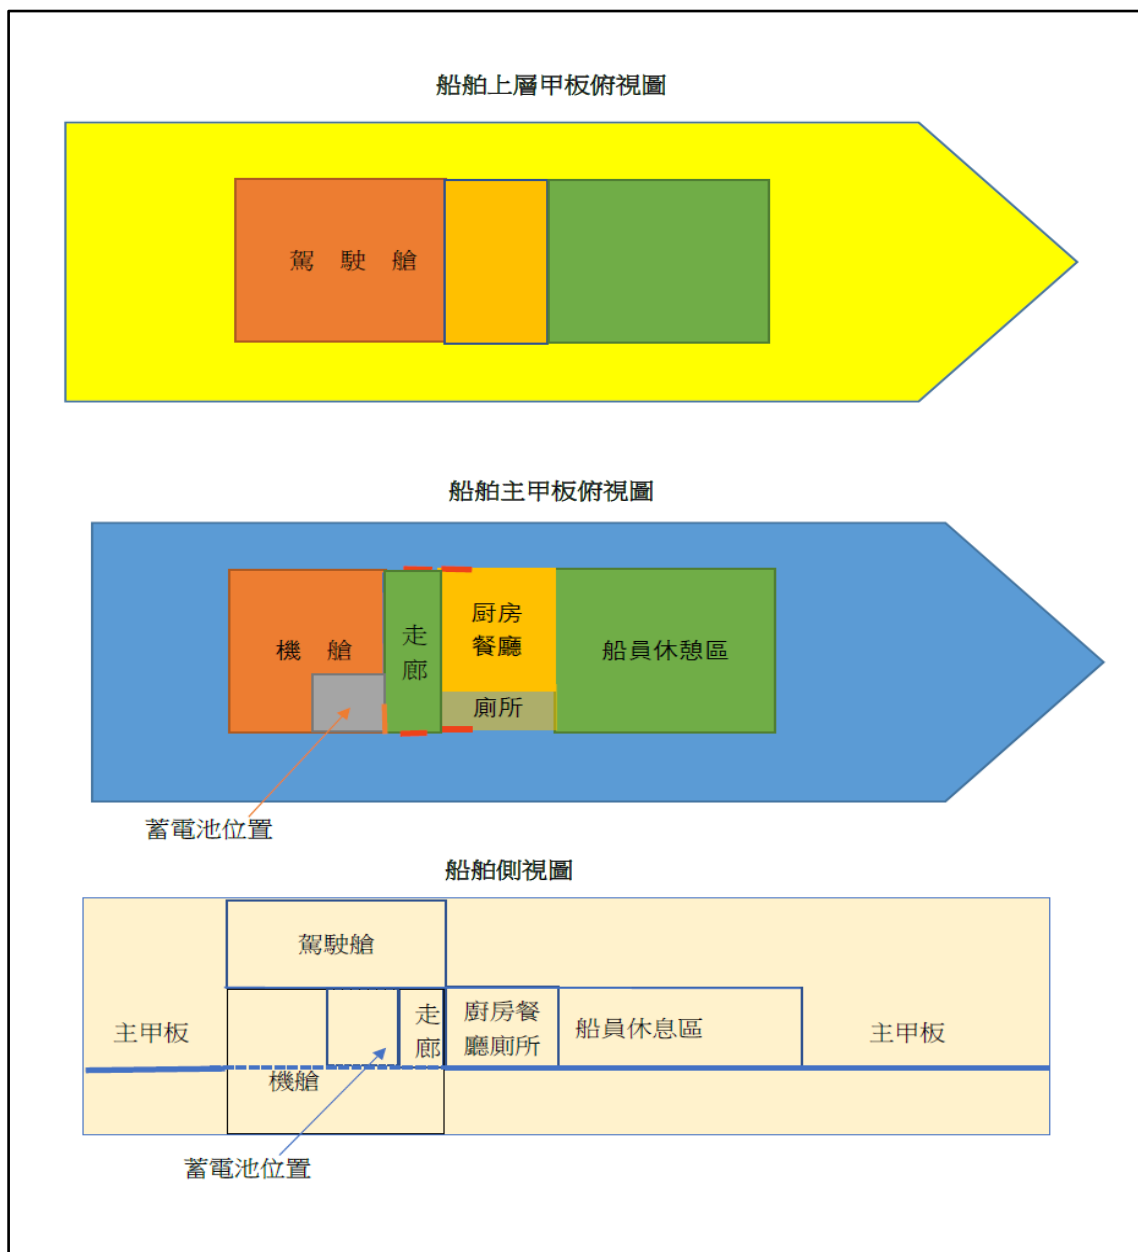 船舶上層甲板俯視圖
駕 駛 艙
船舶主甲板俯視圖
機 艙
走
廊
厨房
餐廳
廁所
船員休憩區
蓄電池位置
船舶側視圖
駕駛艙
主甲板
走
廊
廚房餐
廳廁所
船員休息區
主甲板
機艙
蓄電池位置